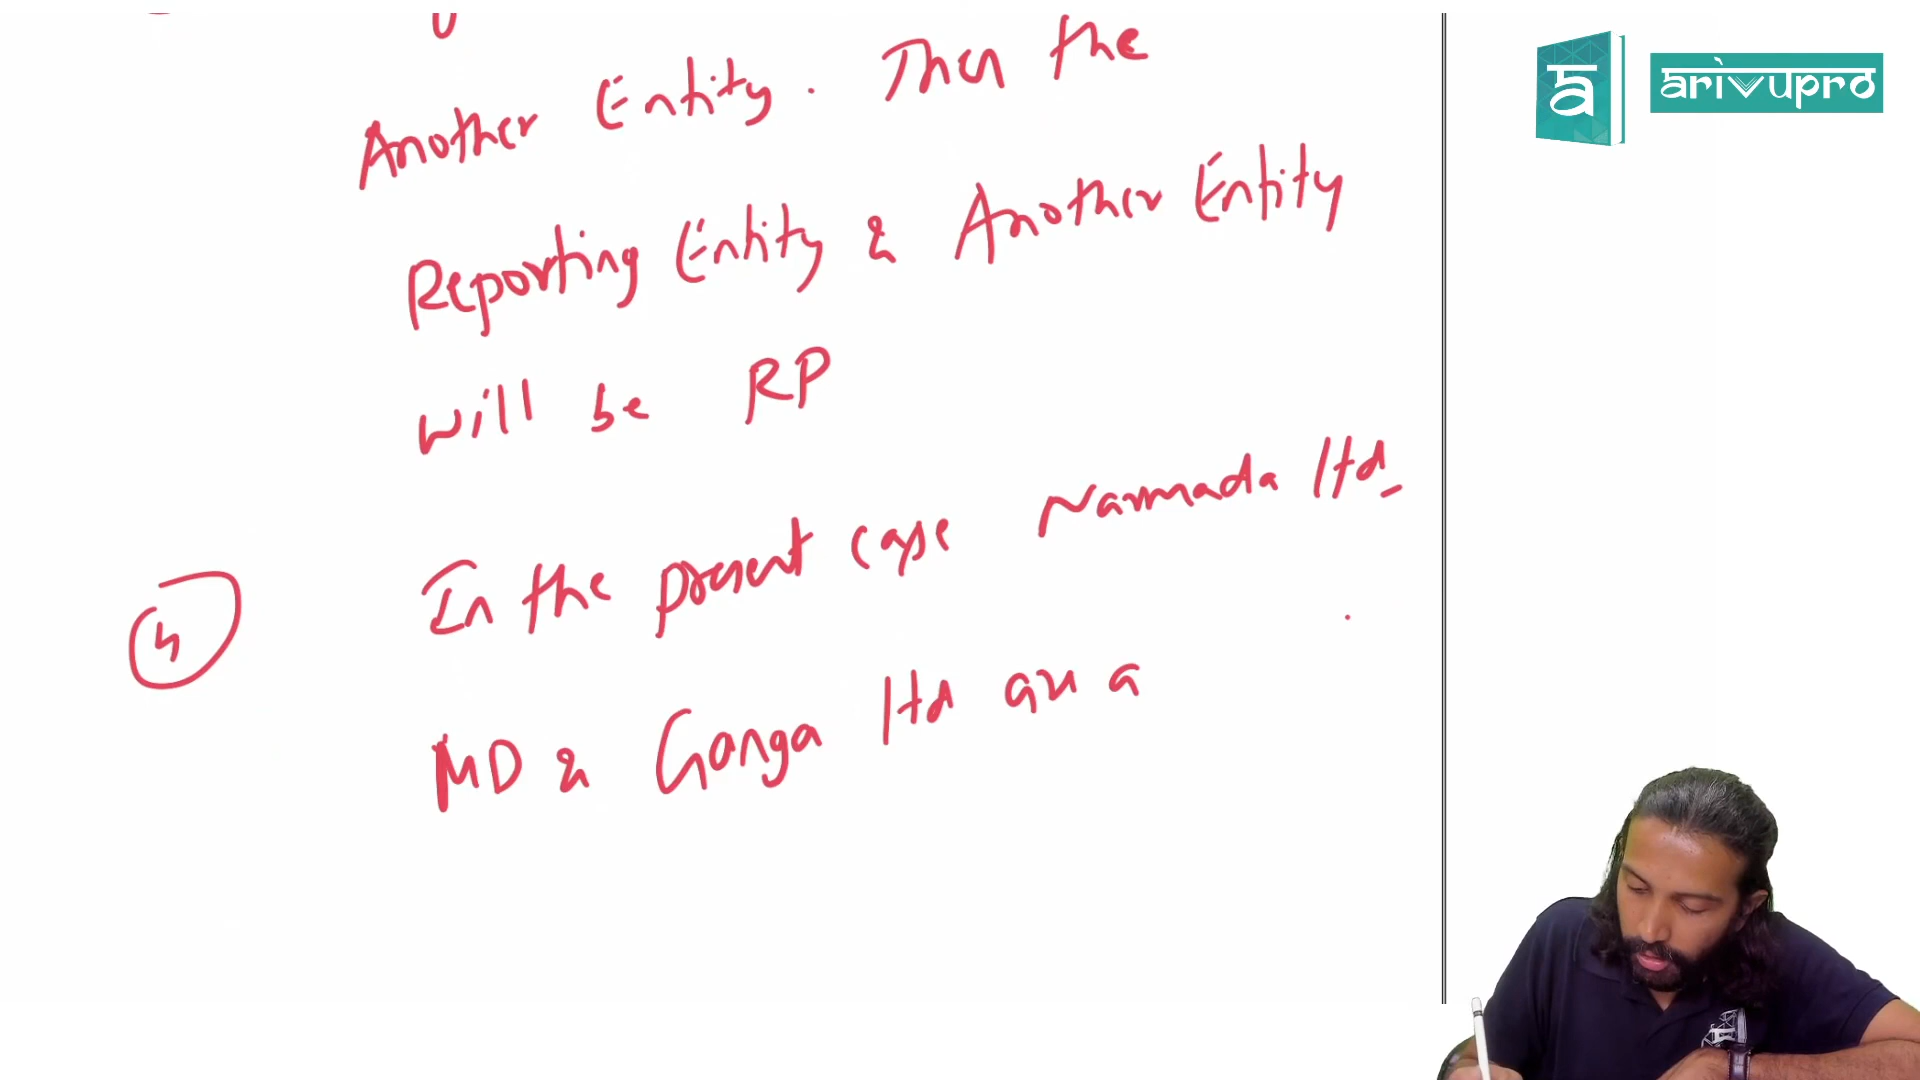 Another Entity. Then the
Reporting Entity & Another Entity
will be RP
4 In the present case Narmada ltd.
MD & Ganga ltd are a
a arivupro